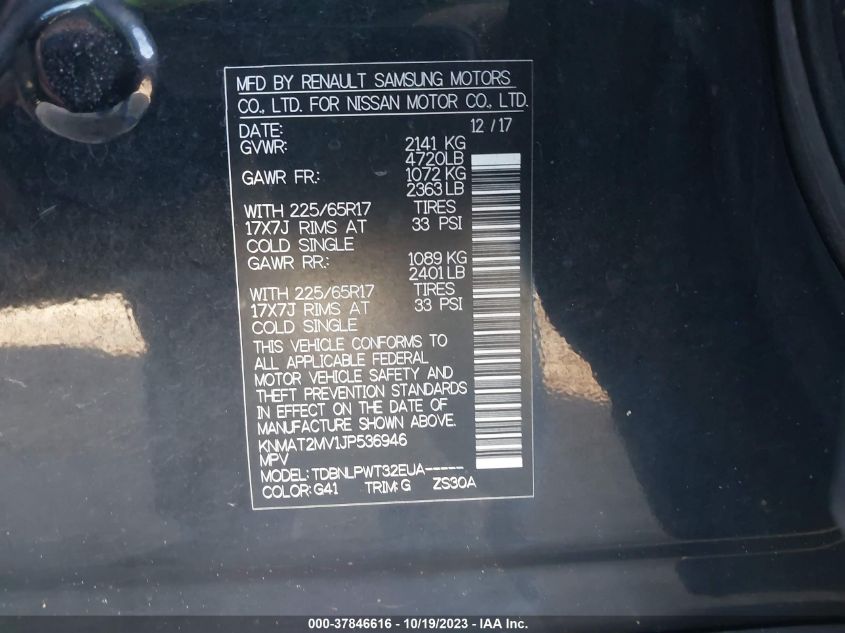 MFD BY RENAULT SAMSUNG MOTORS
CO., LTD. FOR NISSAN MOTOR CO., LTD.
DATE: 12 / 17
GVWR: 2141 KG
4720LB
GAWR FR.: 1072 KG
2363 LB
WITH 225/65R17 TIRES
17X7J RIMS AT 33 PSI
COLD SINGLE
GAWR RR.: 1089 KG
2401 LB
WITH 225/65R17 TIRES
17X7J RIMS AT 33 PSI
COLD SINGLE
THIS VEHICLE CONFORMS TO
ALL APPLICABLE FEDERAL
MOTOR VEHICLE SAFETY AND
THEFT PREVENTION STANDARDS
IN EFFECT ON THE DATE OF
MANUFACTURE SHOWN ABOVE.
KNMAT2MV1JP536946
MPV
MODEL: TDBNLPWT32EUA-----
COLOR: G41 TRIM: G ZS30A
000-37846616 - 10/19/2023 - IAA Inc.